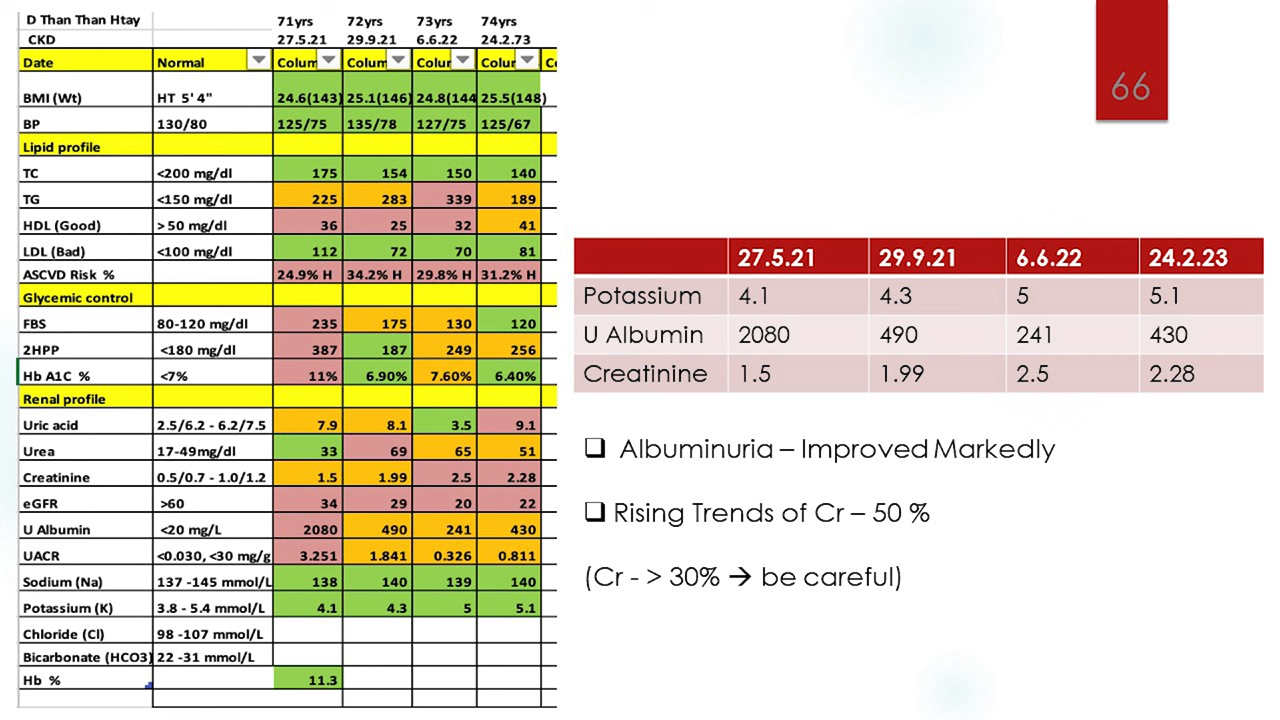 D Than Than Htay 71yrs 72yrs 73yrs 74yrs
CKD 27.5.21 29.9.21 6.6.22 24.2.73
Date Normal Colum Colum Colur Colur Cc
BMI (Wt) HT 5' 4" 24.6(143) 25.1(146) 24.8(144 25.5(148)
BP 130/80 125/75 135/78 127/75 125/67
Lipid profile
TC <200 mg/dl 175 154 150 140
TG <150 mg/dl 225 283 339 189
HDL (Good) > 50 mg/dl 36 25 32 41
LDL (Bad) <100 mg/dl 112 72 70 81
ASCVD Risk % 24.9% H 34.2% H 29.8% H 31.2% H
Glycemic control
FBS 80-120 mg/dl 235 175 130 120
2HPP <180 mg/dl 387 187 249 256
Hb A1C % <7% 11% 6.90% 7.60% 6.40%
Renal profile
Uric acid 2.5/6.2 - 6.2/7.5 7.9 8.1 3.5 9.1
Urea 17-49mg/dl 33 69 65 51
Creatinine 0.5/0.7 - 1.0/1.2 1.5 1.99 2.5 2.28
eGFR >60 34 29 20 22
U Albumin <20 mg/L 2080 490 241 430
UACR <0.030, <30 mg/g 3.251 1.841 0.326 0.811
Sodium (Na) 137 -145 mmol/L 138 140 139 140
Potassium (K) 3.8 - 5.4 mmol/L 4.1 4.3 5 5.1
Chloride (Cl) 98 -107 mmol/L
Bicarbonate (HCO3) 22 -31 mmol/L
Hb % 11.3
66
27.5.21 29.9.21 6.6.22 24.2.23
Potassium 4.1 4.3 5 5.1
U Albumin 2080 490 241 430
Creatinine 1.5 1.99 2.5 2.28
❑ Albuminuria – Improved Markedly
❑ Rising Trends of Cr – 50 %
(Cr - > 30% → be careful)